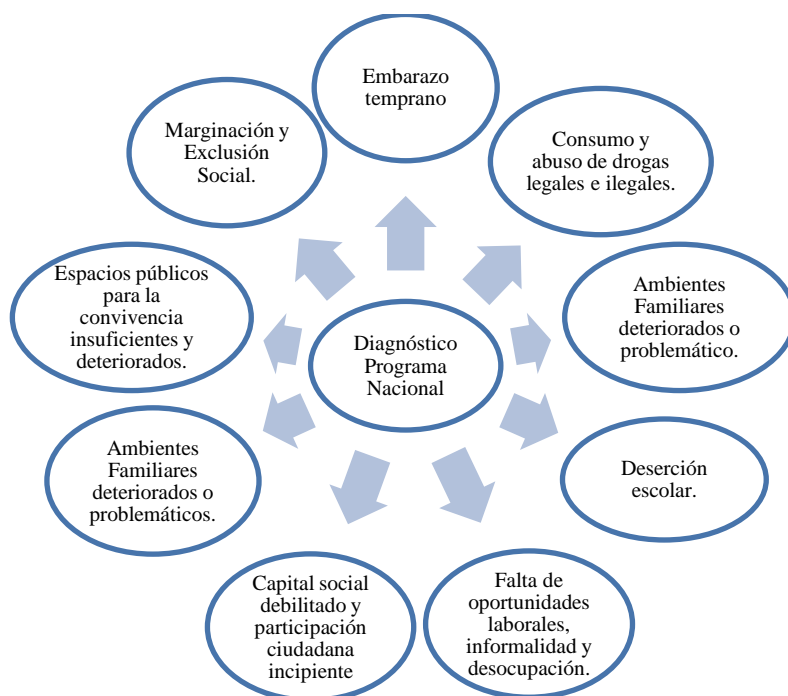 Embarazo
temprano
Consumo y
abuso de drogas
legales e ilegales.
Ambientes
Familiares
deteriorados o
problemático.
Deserción
escolar.
Falta de
oportunidades
laborales,
informalidad y
desocupación.
Capital social
debilitado y
participación
ciudadana
incipiente
Ambientes
Familiares
deteriorados o
problemáticos.
Espacios públicos
para la
convivencia
insuficientes y
deteriorados.
Marginación y
Exclusión
Social.
Diagnóstico
Programa
Nacional